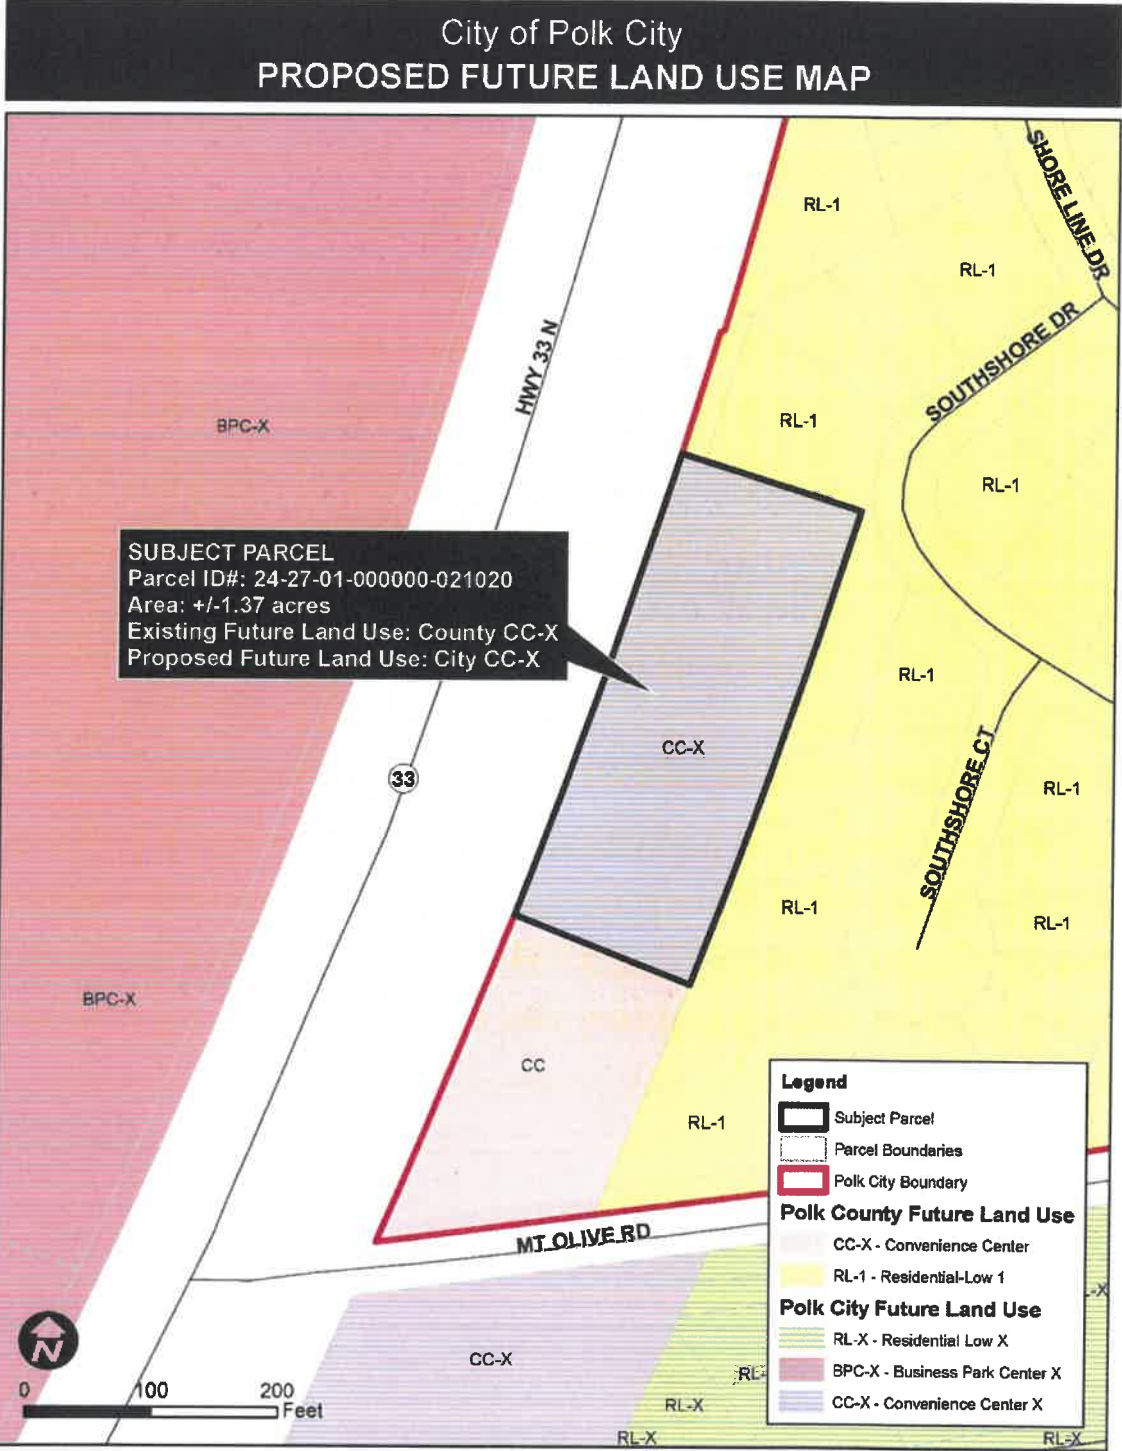 City of Polk City
PROPOSED FUTURE LAND USE MAP
SHORE LINE DR
RL-1
RL-1
SOUTHSHORE DR
HWY 33 N
BPC-X
RL-1
RL-1
SUBJECT PARCEL
Parcel ID#: 24-27-01-000000-021020
Area: +/-1.37 acres
Existing Future Land Use: County CC-X
Proposed Future Land Use: City CC-X
RL-1
CC-X
33
SOUTHSHORE CT
RL-1
RL-1
RL-1
BPC-X
CC
RL-1
MT OLIVE RD
Legend
Subject Parcel
Parcel Boundaries
Polk City Boundary
Polk County Future Land Use
CC-X - Convenience Center
RL-1 - Residential-Low 1
Polk City Future Land Use
RL-X - Residential Low X
BPC-X - Business Park Center X
CC-X - Convenience Center X
-X
CC-X
RL-
RL-X
RL-X
RL-X
N
0 100 200
Feet